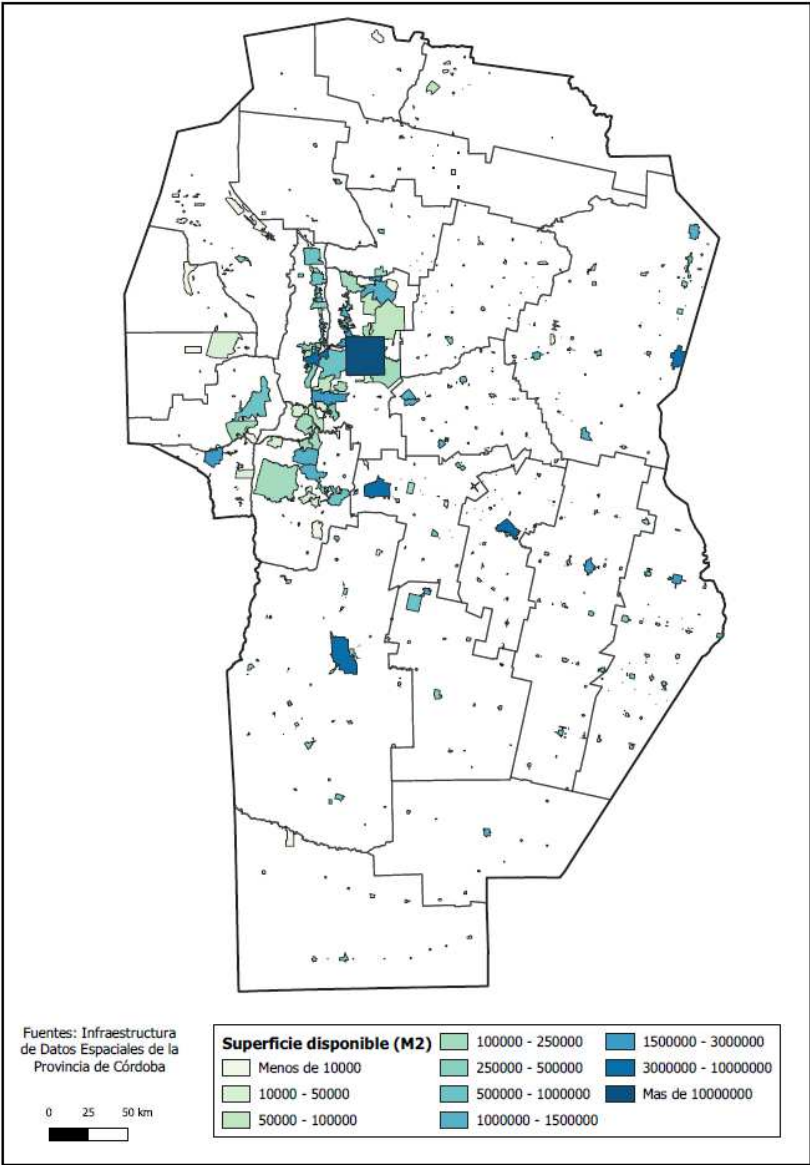 Fuentes: Infraestructura
de Datos Espaciales de la
Provincia de Córdoba
0 25 50 km
Superficie disponible (M2)
Menos de 10000
10000 - 50000
50000 - 100000
100000 - 250000
250000 - 500000
500000 - 1000000
1000000 - 1500000
1500000 - 3000000
3000000 - 10000000
Mas de 10000000